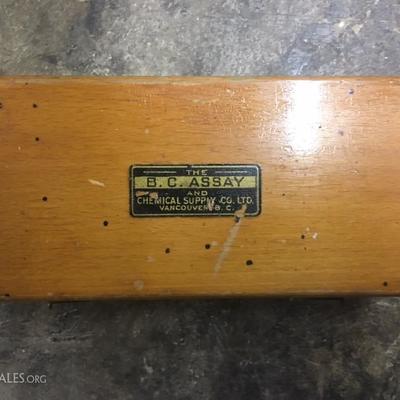 THE
B. C. ASSAY
AND
CHEMICAL SUPPLY CO. LTD.
VANCOUVER, B. C.
ALES.ORG